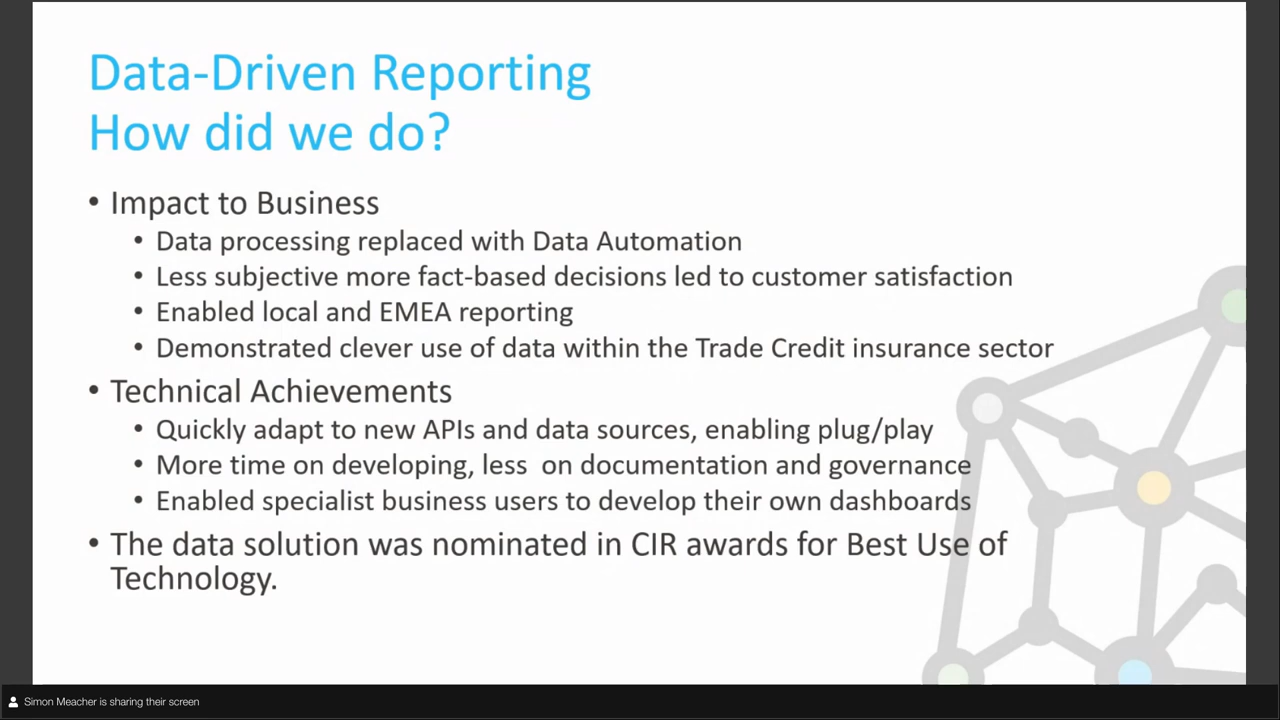 Data-Driven Reporting
How did we do?
• Impact to Business
• Data processing replaced with Data Automation
• Less subjective more fact-based decisions led to customer satisfaction
• Enabled local and EMEA reporting
• Demonstrated clever use of data within the Trade Credit insurance sector
• Technical Achievements
• Quickly adapt to new APIs and data sources, enabling plug/play
• More time on developing, less  on documentation and governance
• Enabled specialist business users to develop their own dashboards
• The data solution was nominated in CIR awards for Best Use of
Technology.
Simon Meacher is sharing their screen